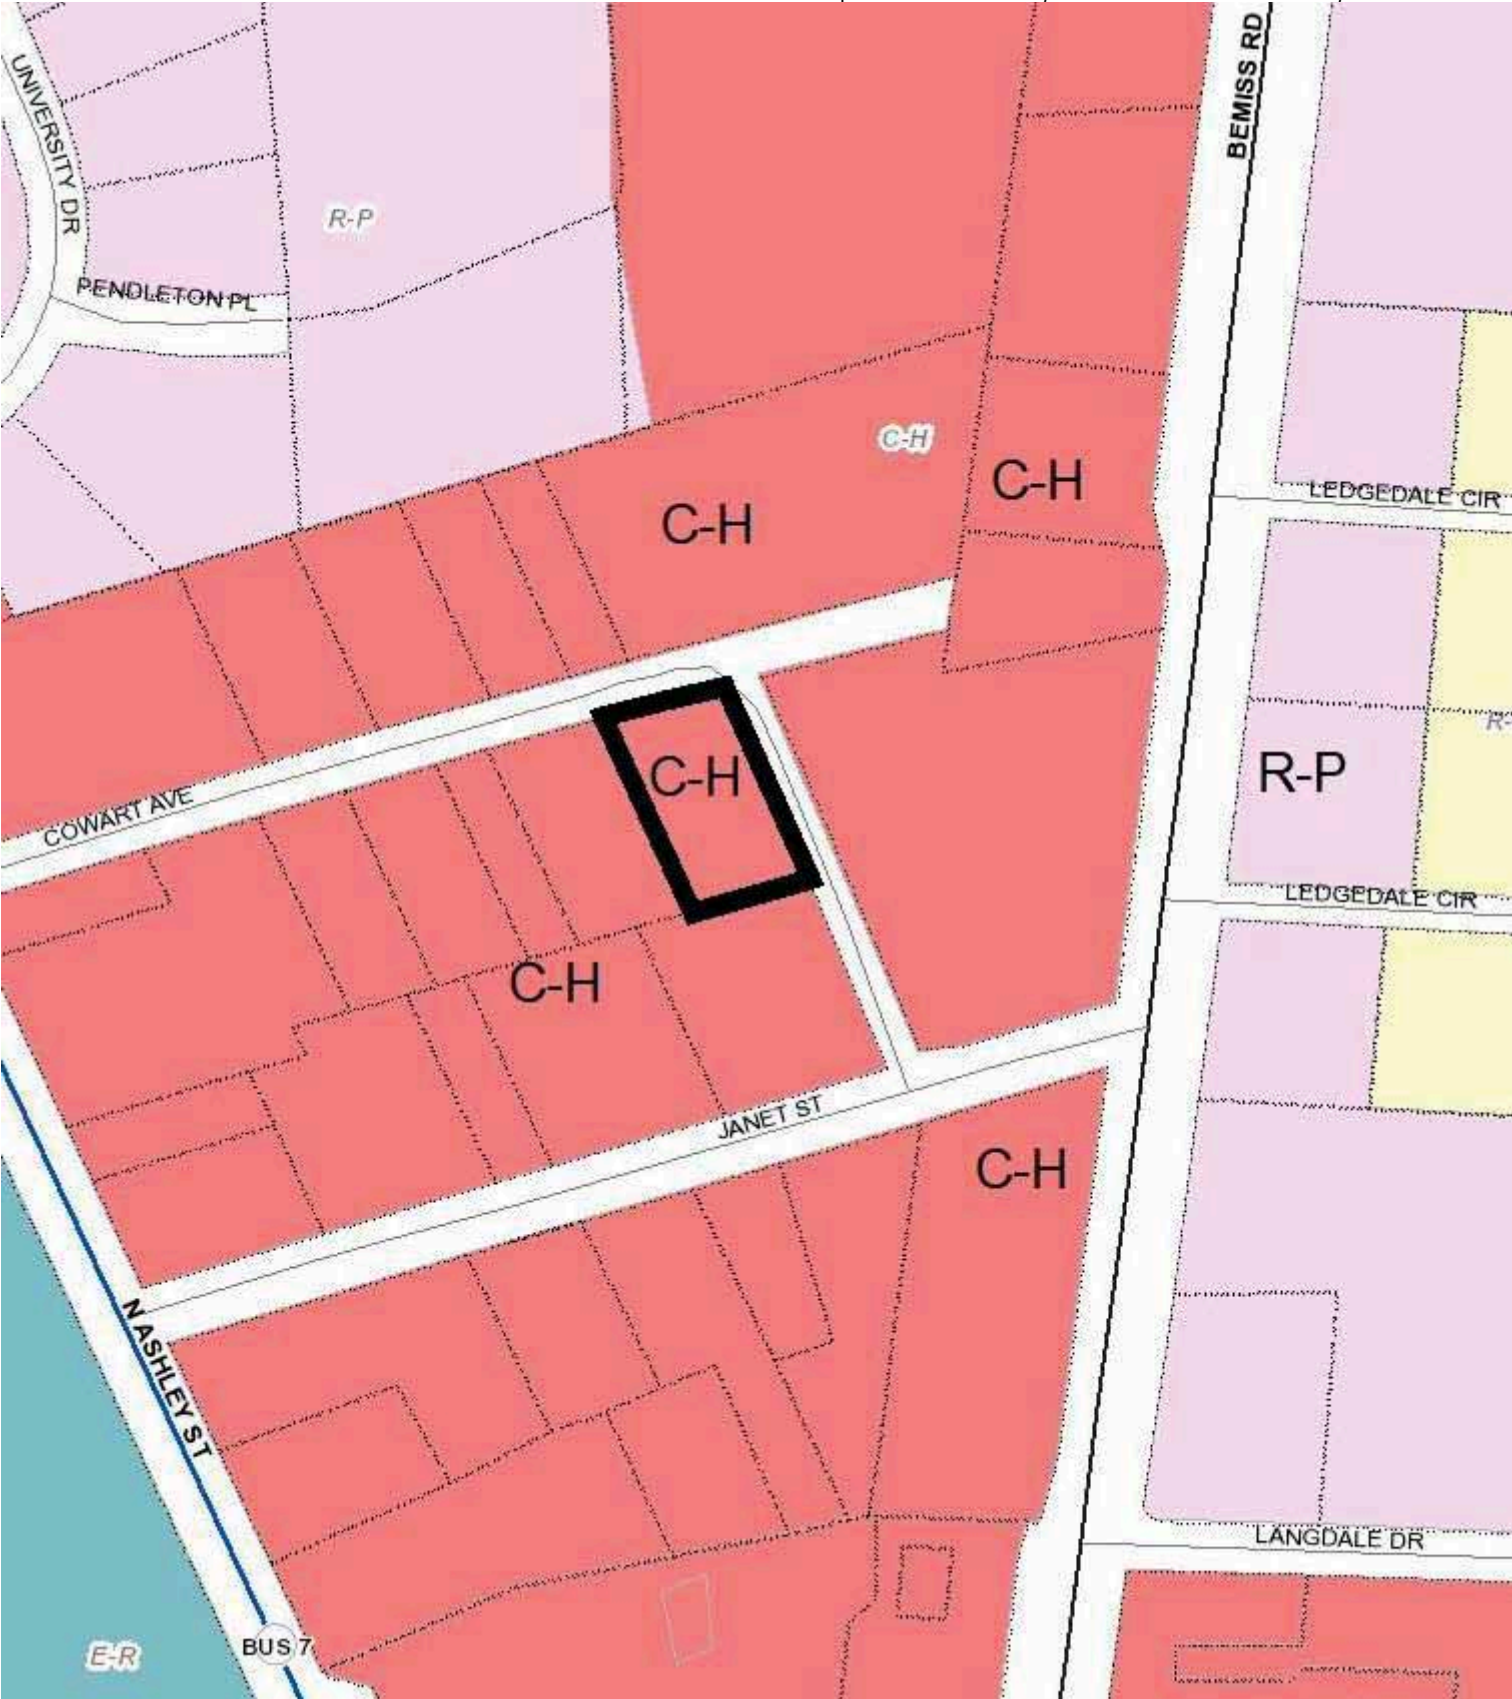 BEMISS RD
UNIVERSITY DR
R-P
PENDLETON PL
C-H
C-H
C-H
LEDGEDALE CIR
R-
C-H
R-P
COWART AVE
LEDGEDALE CIR
C-H
JANET ST
C-H
N ASHLEY ST
LANGDALE DR
BUS 7
E-R